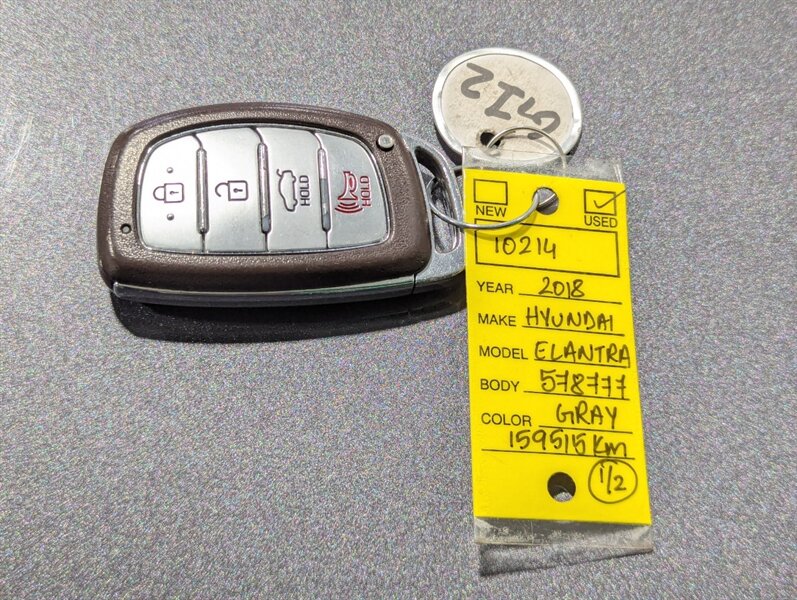 GI2
HOLD
HOLD
NEW
USED
10214
YEAR 2018
MAKE HYUNDAI
MODEL ELANTRA
BODY 578777
COLOR GRAY
159515 Km
1/2